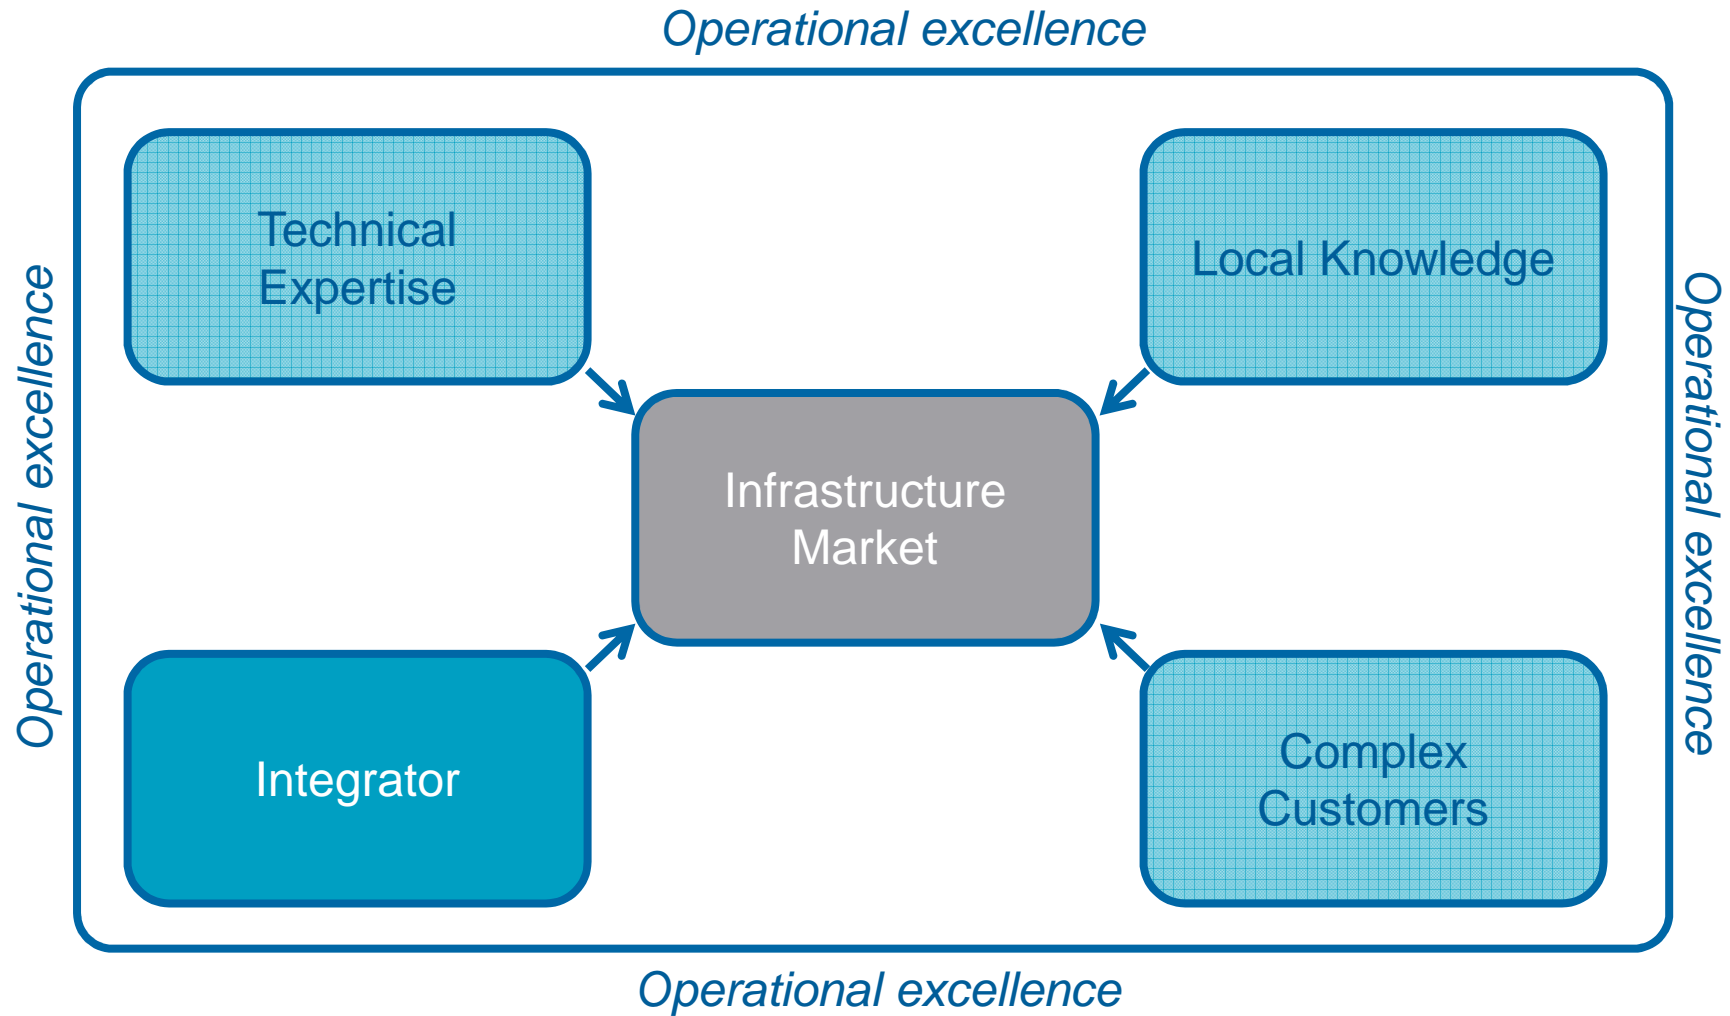 Operational excellence
Technical
Expertise
Local Knowledge
Operational excellence
Operational excellence
Infrastructure
Market
Integrator
Complex
Customers
Operational excellence